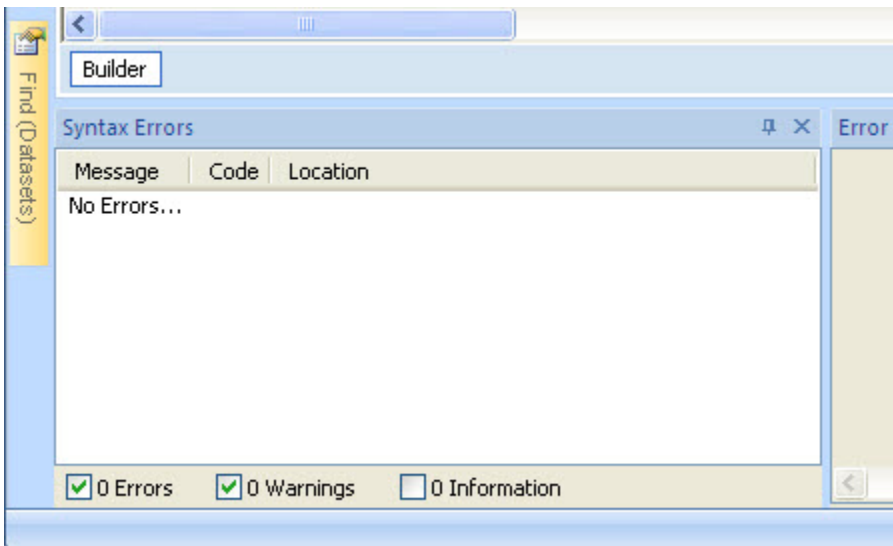 Find (Datasets)
Builder
Syntax Errors
Error
Message Code Location
No Errors...
0 Errors 0 Warnings 0 Information